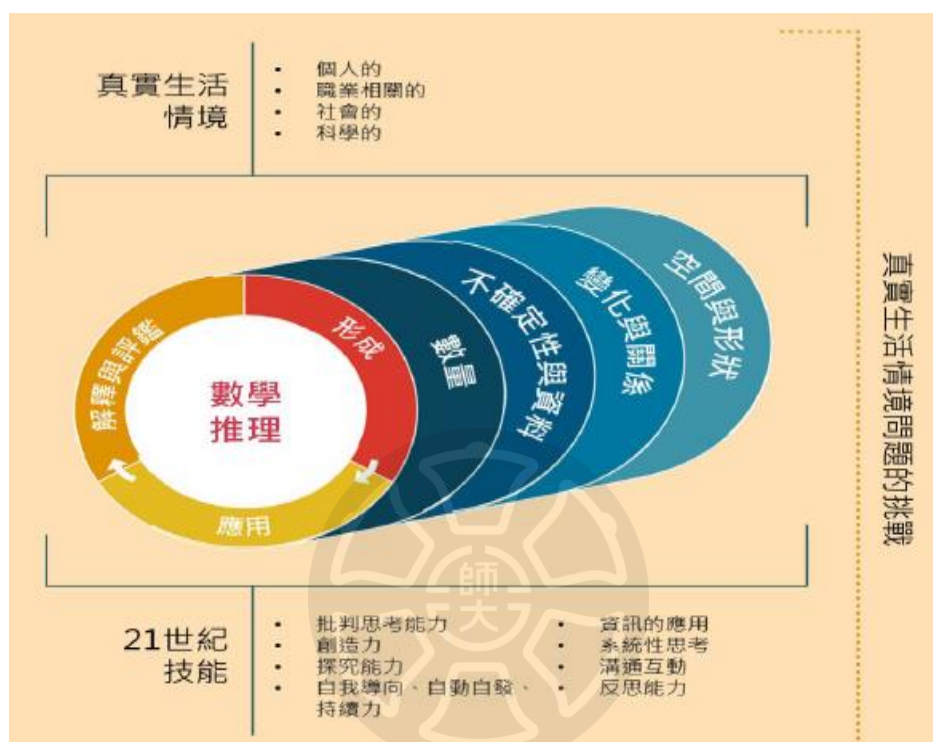 真實生活
情境
• 個人的
• 職業相關的
• 社會的
• 科學的
真實生活情境問題的挑戰
解釋與評鑑
形成
應用
數學
推理
數量
不確定性與資料
變化與關係
空間與形狀
師大
21世紀
技能
• 批判思考能力
• 創造力
• 探究能力
• 自我導向、自動自發、
持續力
• 資訊的應用
• 系統性思考
• 溝通互動
• 反思能力